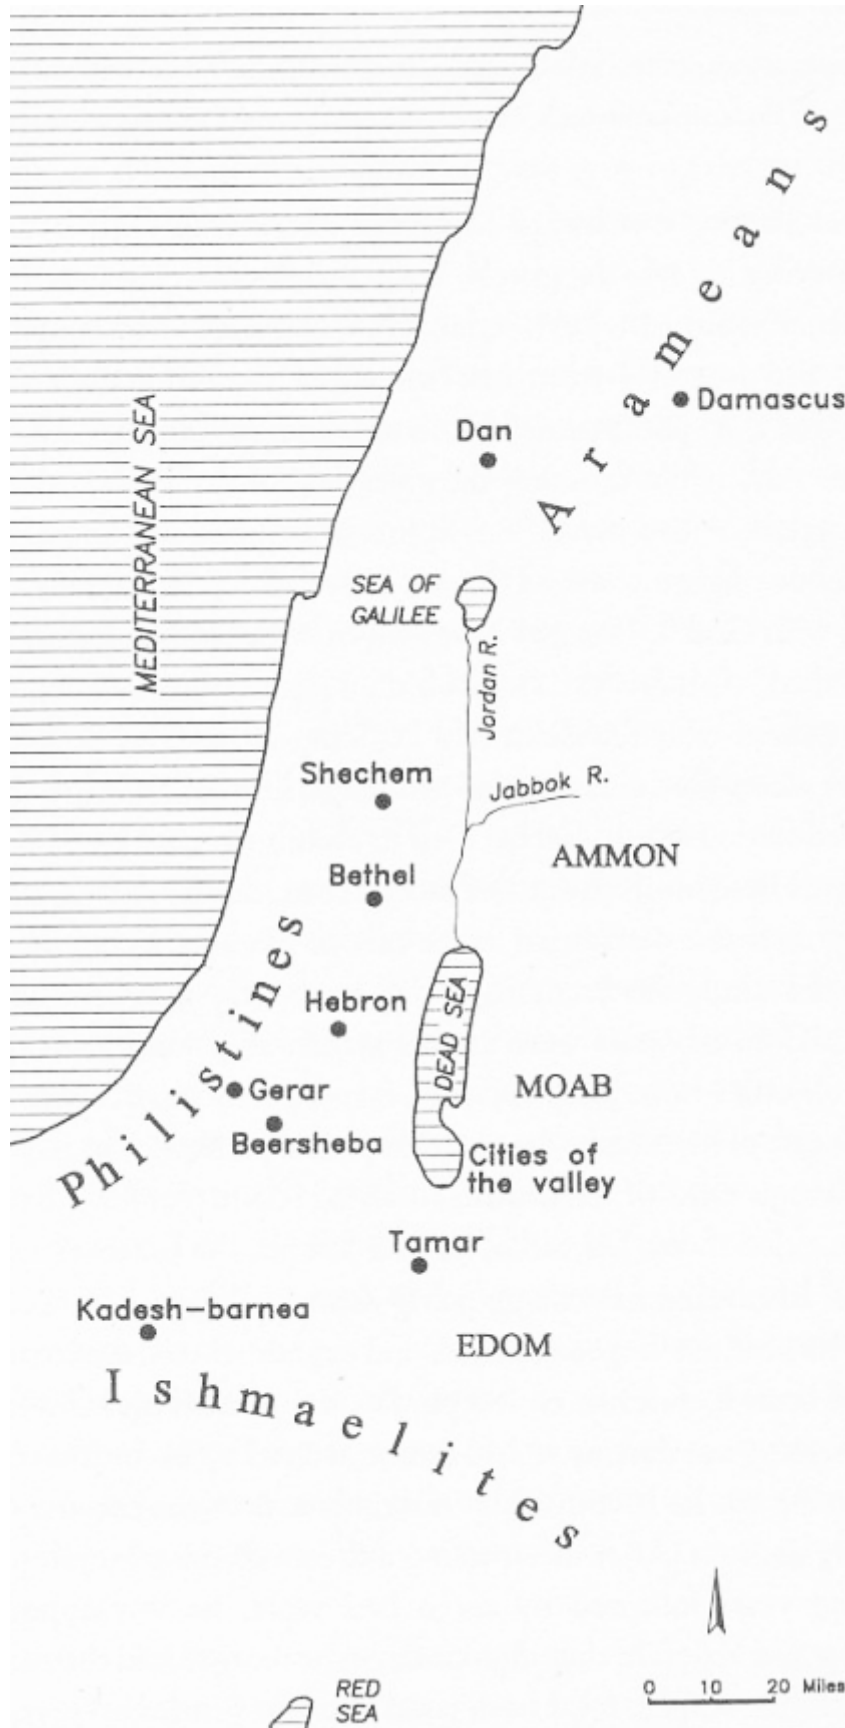 Arameans
Damascus
Dan
MEDITERRANEAN SEA
SEA OF
GALILEE
Jordan R.
Shechem
Jabbok R.
AMMON
Bethel
Philistines
Hebron
DEAD SEA
Gerar
MOAB
Beersheba
Cities of
the valley
Tamar
Kadesh-barnea
EDOM
Ishmaelites
RED
SEA
0 10 20 Miles